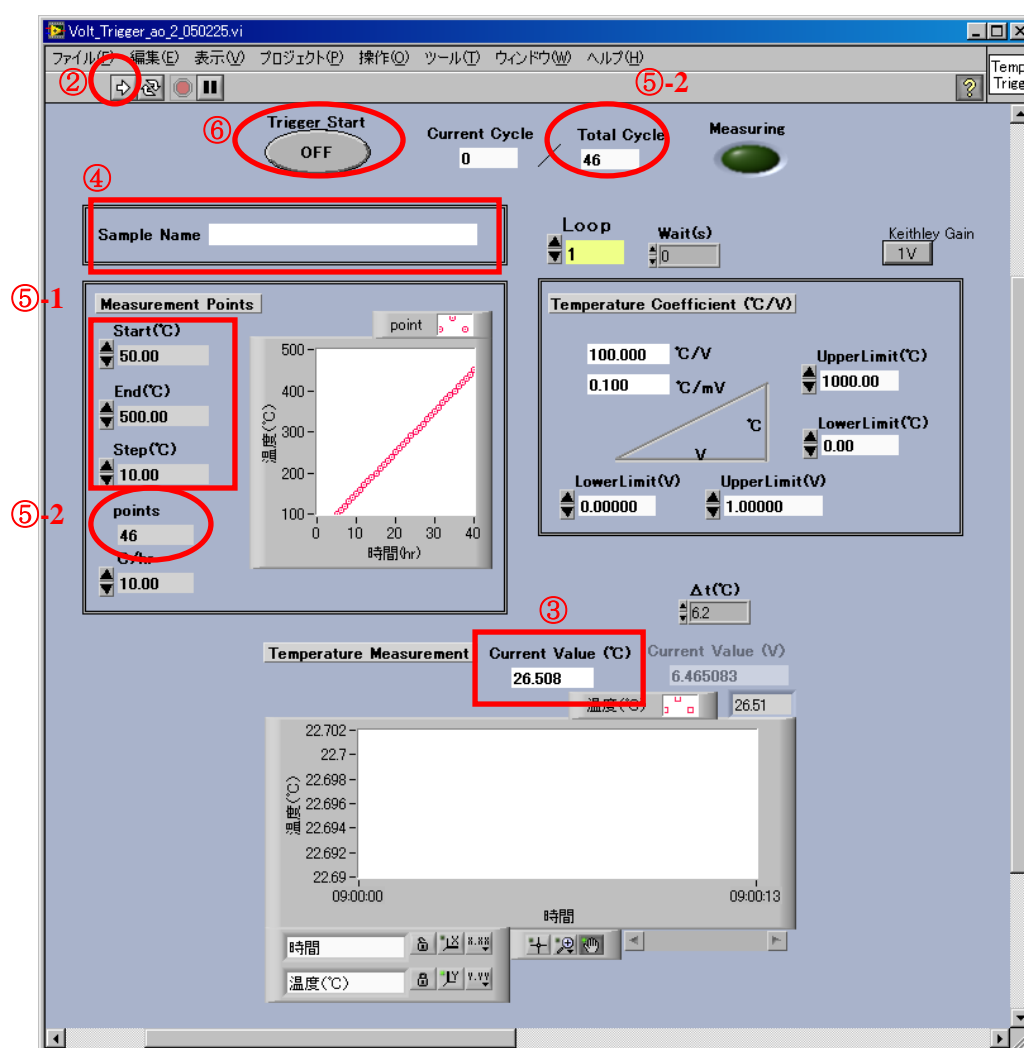 Volt_Trigger_ao_2_050225.vi
ファイル(F) 編集(E) 表示(V) プロジェクト(P) 操作(O) ツール(T) ウィンドウ(W) ヘルプ(H)
②
⑤-2
?
Temp
Trigge
⑥
Trigger Start
OFF
Current Cycle
0
Total Cycle
46
Measuring
④
Sample Name
Loop
1
Wait(s)
0
Keithley Gain
1V
⑤-1
Measurement Points
Start(℃)
50.00
End(℃)
500.00
Step(℃)
10.00
⑤-2
points
46
℃/hr
10.00
point
500
400
300
200
100
温度(℃)
0 10 20 30 40
時間(hr)
Temperature Coefficient (℃/V)
100.000 ℃/V
0.100 ℃/mV
℃
V
UpperLimit(℃)
1000.00
LowerLimit(℃)
0.00
LowerLimit(V)
0.00000
UpperLimit(V)
1.00000
Δt(℃)
6.2
③
Temperature Measurement
Current Value (℃)
26.508
Current Value (V)
6.465083
温度(℃)
26.51
22.702
22.7
22.698
22.696
22.694
22.692
22.69
温度(℃)
09:00:00 09:00:13
時間
時間
X X.XX
温度(℃)
Y Y.YY